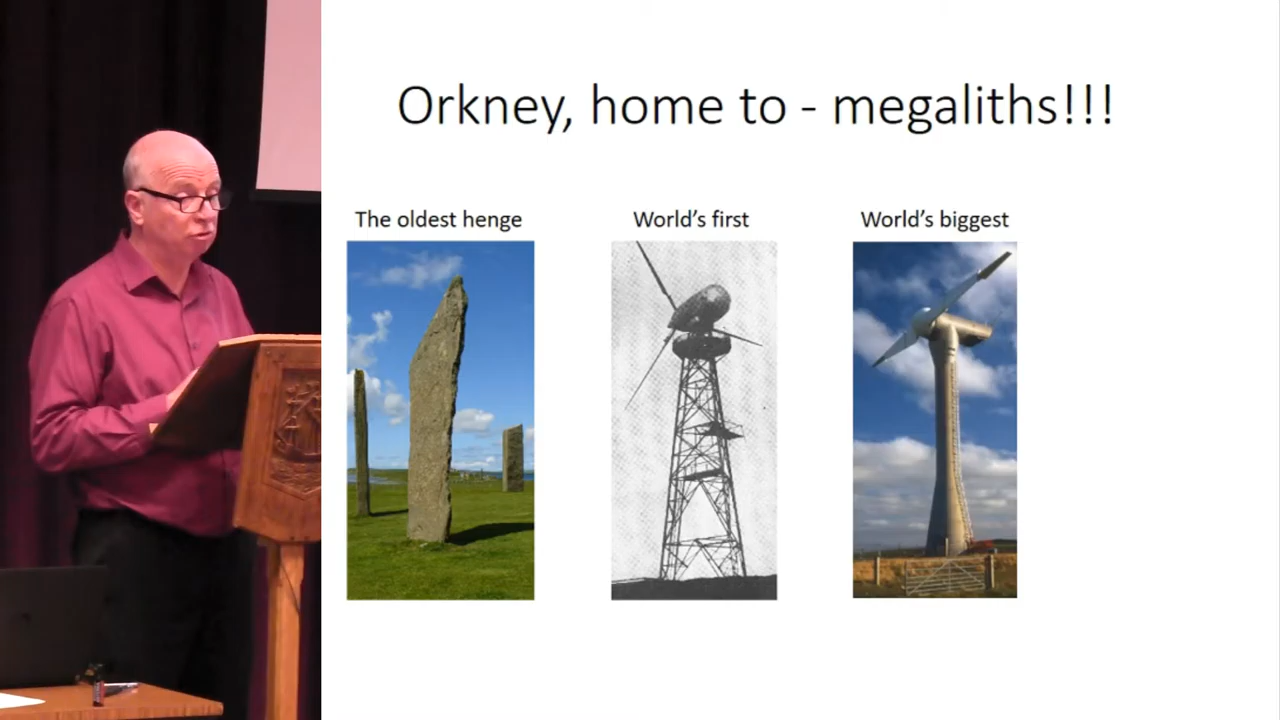 Orkney, home to - megaliths!!!
The oldest henge
World’s first
World’s biggest